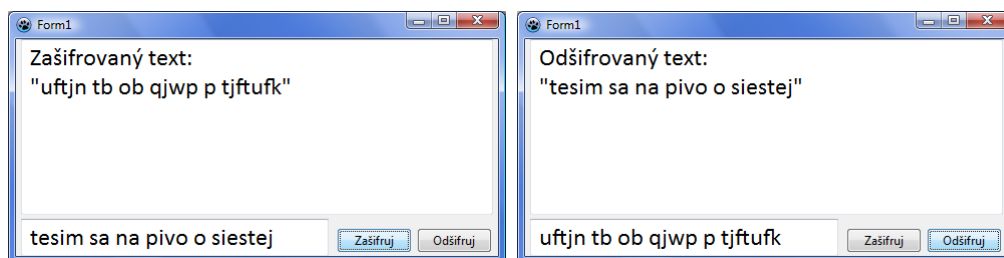 Form1
Zašifrovaný text:
"uftjn tb ob qjwp p tjftufk"
tesim sa na pivo o siestej
Zašifruj
Odšifruj
Form1
Odšifrovaný text:
"tesim sa na pivo o siestej"
uftjn tb ob qjwp p tjftufk
Zašifruj
Odšifruj